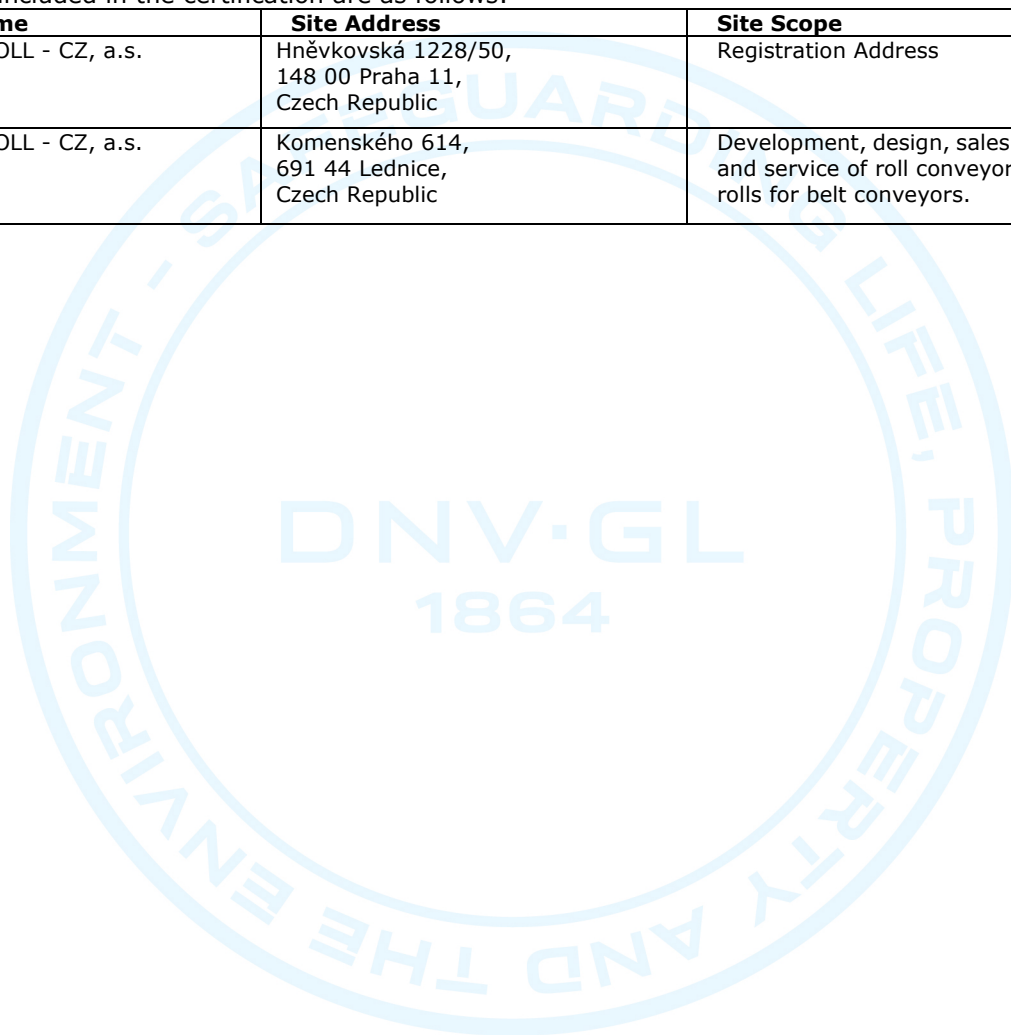 included in the certification are as follows:
me Site Address Site Scope
OLL - CZ, a.s. Hněvkovská 1228/50, Registration Address
148 00 Praha 11,
Czech Republic
OLL - CZ, a.s. Komenského 614, Development, design, sales
691 44 Lednice, and service of roll conveyor
Czech Republic rolls for belt conveyors.
SAFEGUARDING LIFE, PROPERTY AND THE ENVIRONMENT -
DNV·GL
1864